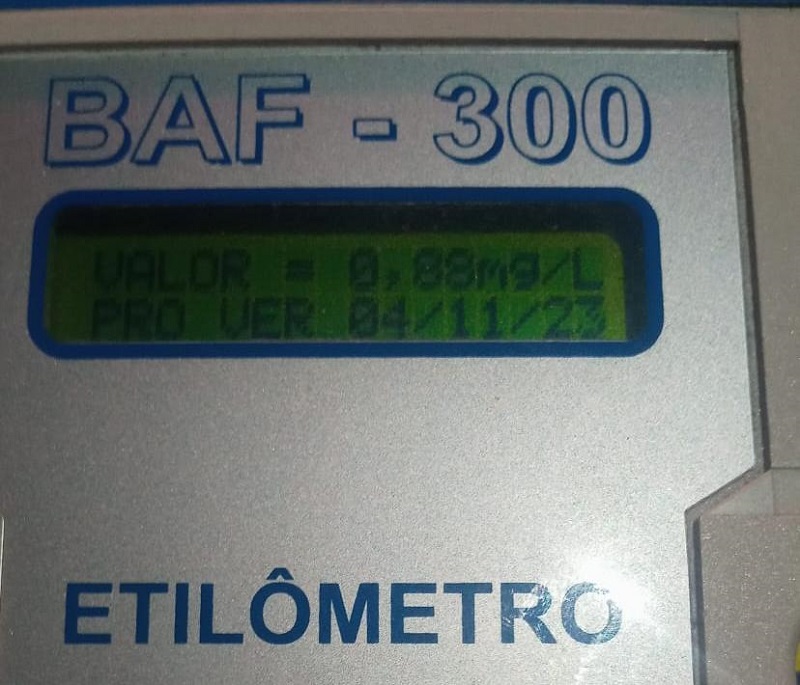 BAF - 300
VALOR = 0,88mg/L
PRO VER 04/11/23
ETILÔMETRO